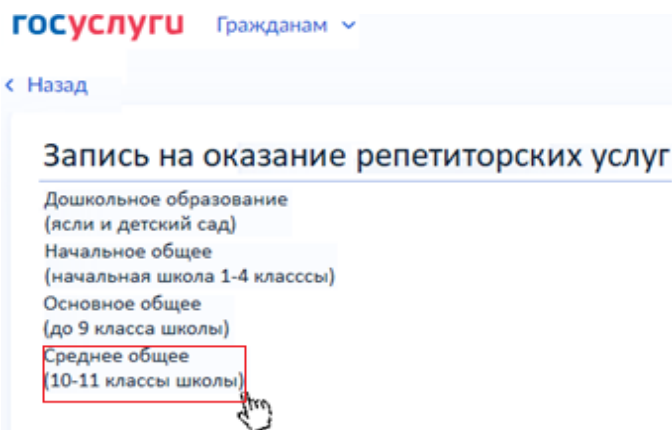 госуслуги Гражданам
Назад
Запись на оказание репетиторских услуг
Дошкольное образование
(ясли и детский сад)
Начальное общее
(начальная школа 1-4 класссы)
Основное общее
(до 9 класса школы)
Среднее общее
(10-11 классы школы)